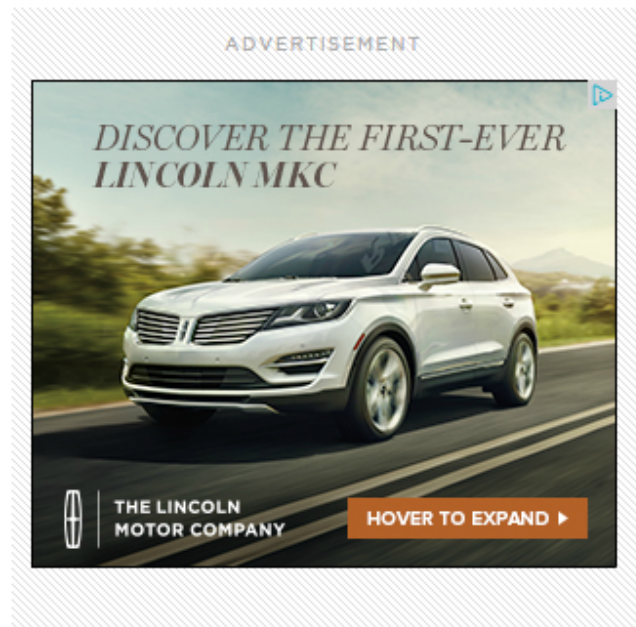 ADVERTISEMENT
DISCOVER THE FIRST-EVER
LINCOLN MKC
THE LINCOLN
MOTOR COMPANY
HOVER TO EXPAND